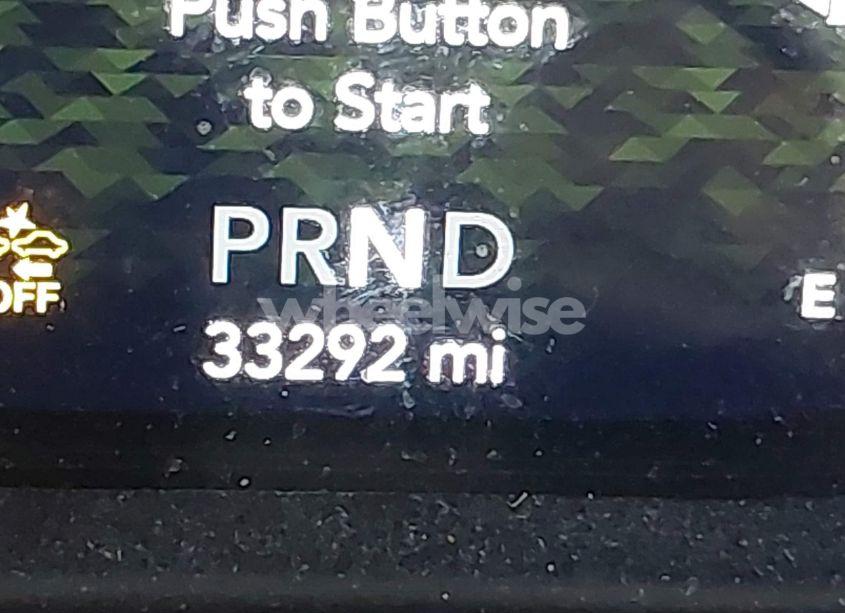 Push Button
to Start
PRND
OFF
E
wheelwise
33292 mi